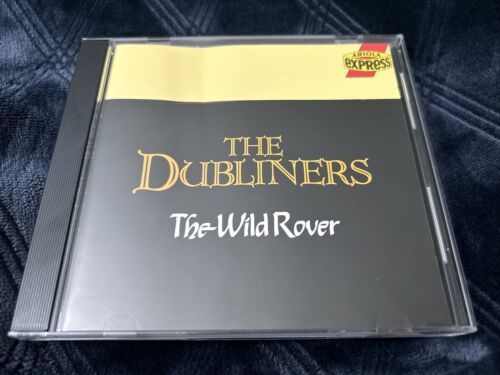 ARIOLA
eXPRESS
THE
DUBLINERS
The Wild Rover